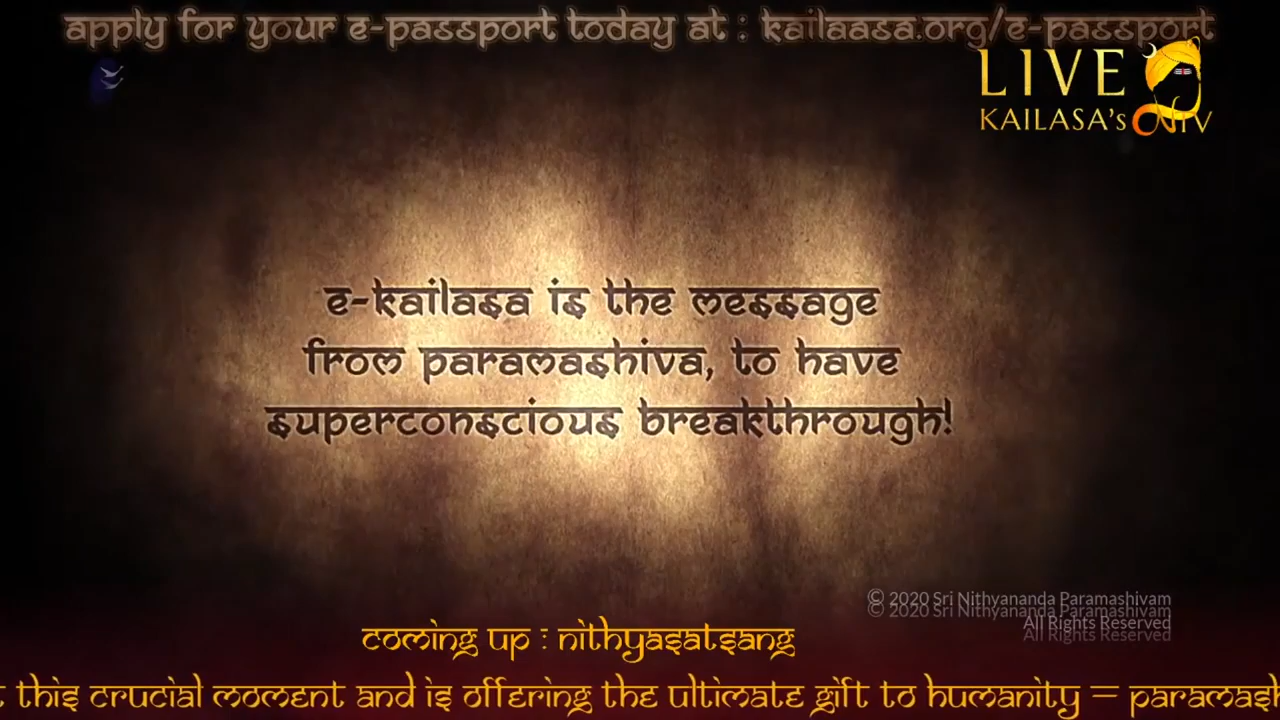 apply for your e-passport today at : kailaasa.org/e-passport
LIVE
KAILASA's NTV
e-kailasa is the message
from paramashiva, to have
superconscious breakthrough!
© 2020 Sri Nithyananda Paramashivam
© 2020 Sri Nithyananda Paramashivam
All Rights Reserved
All Rights Reserved
coming up : nithyasatsang
this crucial moment and is offering the ultimate gift to humanity –